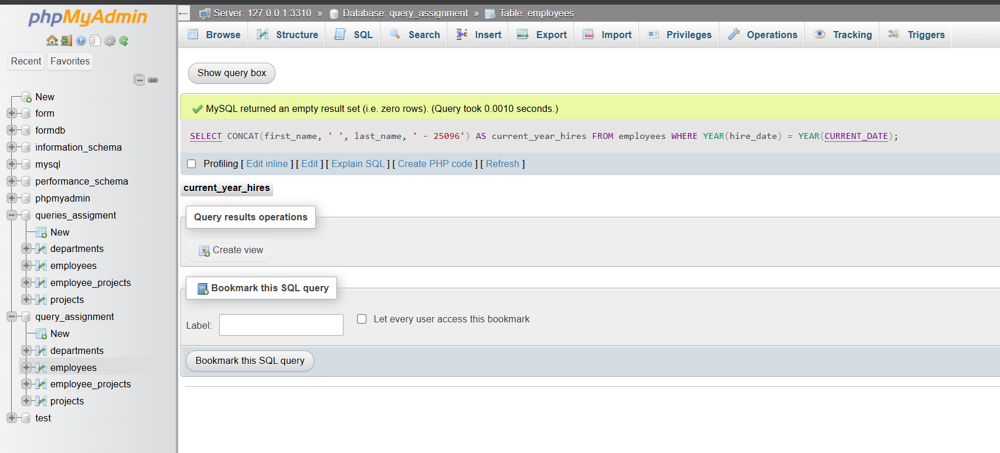 phpMyAdmin
Recent
Favorites
New
form
formdb
information_schema
mysql
performance_schema
phpmyadmin
queries_assigment
New
departments
employees
employee_projects
projects
query_assignment
New
departments
employees
employee_projects
projects
test
Server: 127.0.0.1:3310 » Database: query_assignment » Table: employees
Browse Structure SQL Search Insert Export Import Privileges Operations Tracking Triggers
Show query box
MySQL returned an empty result set (i.e. zero rows). (Query took 0.0010 seconds.)
SELECT CONCAT(first_name, ' ', last_name, ' - 25096') AS current_year_hires FROM employees WHERE YEAR(hire_date) = YEAR(CURRENT_DATE);
Profiling [ Edit inline ] [ Edit ] [ Explain SQL ] [ Create PHP code ] [ Refresh ]
current_year_hires
Query results operations
Create view
Bookmark this SQL query
Label:
Let every user access this bookmark
Bookmark this SQL query